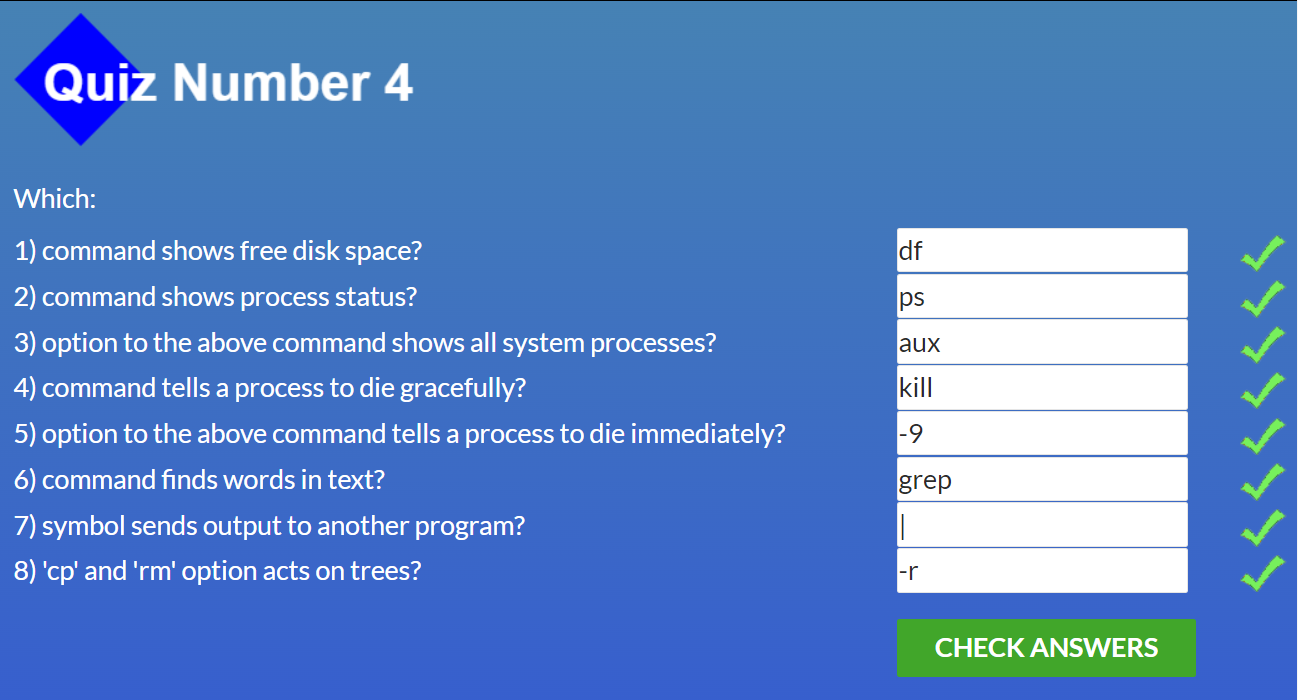 Quiz Number 4
Which:
1) command shows free disk space? df
2) command shows process status? ps
3) option to the above command shows all system processes? aux
4) command tells a process to die gracefully? kill
5) option to the above command tells a process to die immediately? -9
6) command finds words in text? grep
7) symbol sends output to another program? |
8) 'cp' and 'rm' option acts on trees? -r
CHECK ANSWERS